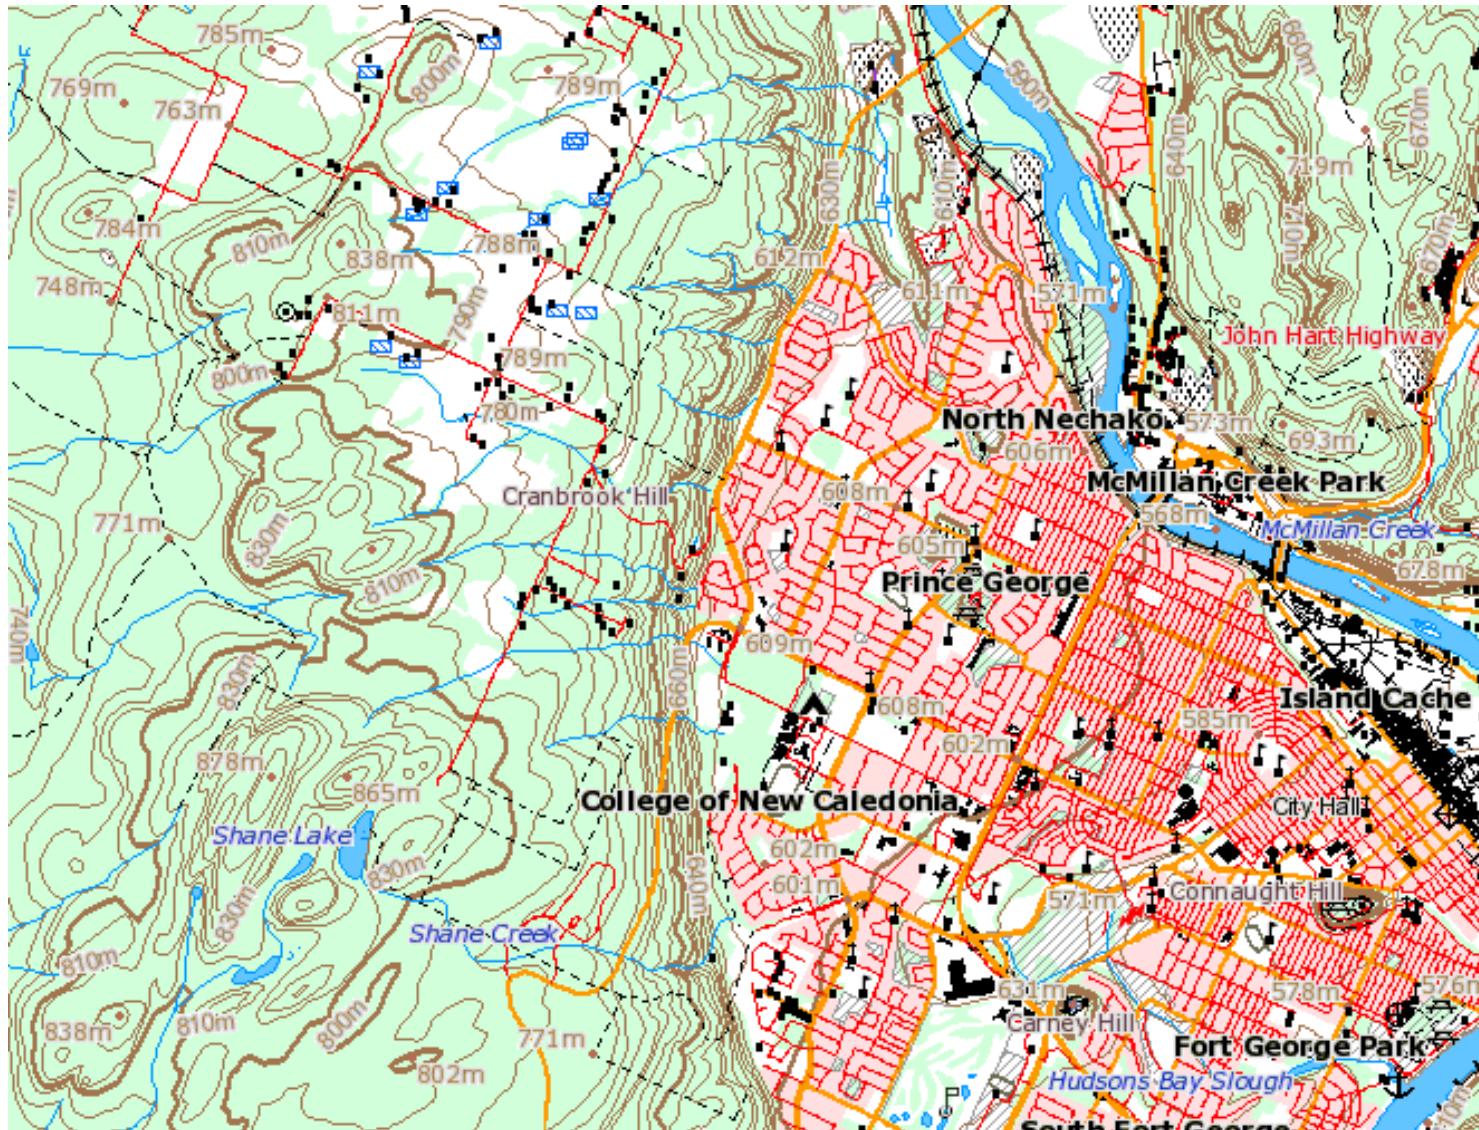 785m
800m
789m
769m
763m
590m
660m
670m
640m
719m
784m
810m
838m
788m
630m
610m
710m
670m
612m
748m
811m
790m
611m
571m
John Hart Highway
800m
789m
780m
North Nechako
573m
606m
693m
McMillan Creek Park
Cranbrook Hill
608m
568m
771m
830m
605m
McMillan Creek
678m
Prince George
810m
740m
609m
830m
660m
608m
585m
Island Cache
602m
878m
865m
College of New Caledonia
City Hall
Shane Lake
830m
602m
601m
640m
571m
Connaught Hill
830m
Shane Creek
810m
631m
578m
576m
838m
810m
800m
771m
Carney Hill
Fort George Park
802m
Hudsons Bay Slough
South Fort George